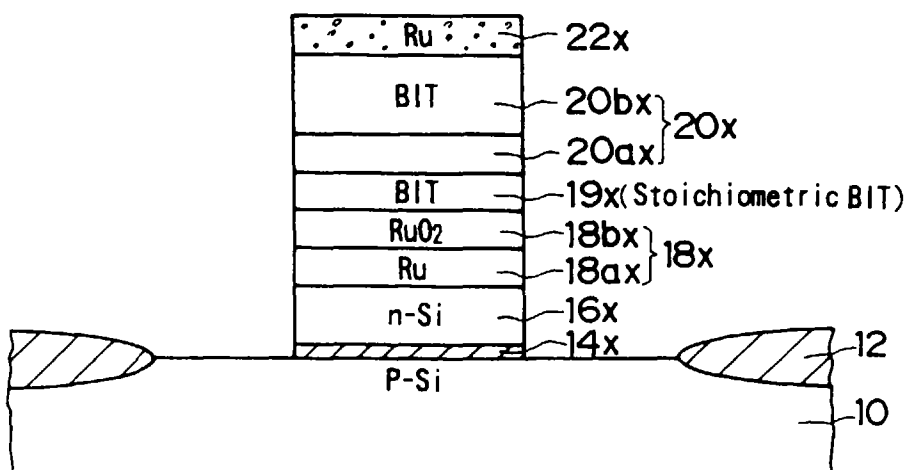 Ru 22x
BIT 20bx
20x
20ax
BIT 19x (Stoichiometric BIT)
RuO2 18bx
18x
Ru 18ax
n-Si 16x
14x
12
P-Si
10